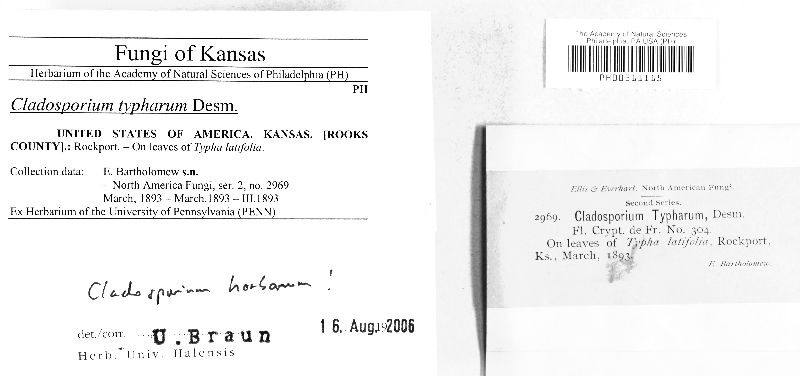 Fungi of Kansas
Herbarium of the Academy of Natural Sciences of Philadelphia (PH)
PH
Cladosporium typharum Desm.
UNITED STATES OF AMERICA. KANSAS. [ROOKS
COUNTY].: Rockport. – On leaves of Typha latifolia.
Collection data: E. Bartholomew s.n.
– North America Fungi, ser. 2, no. 2969
March, 1893 – March.1893 – III.1893
Ex Herbarium of the University of Pennsylvania (PENN)
Cladosporium herbarum !
det./corr. U. Braun
Herb. Univ. Halensis
16. Aug. 2006
The Academy of Natural Sciences
Philadelphia, PA USA (PH)
Ellis & Everhart, North American Fungi
Second Series.
2969. Cladosporium Typharum, Desm.
Fl. Crypt. de Fr. No. 304.
On leaves of Typha latifolia, Rockport,
Ks., March, 1893.
E. Bartholomew.